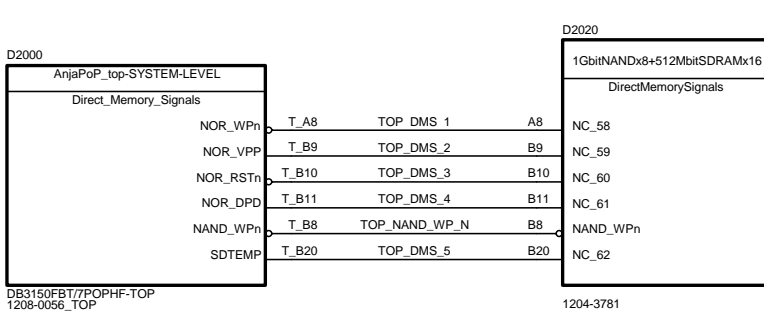 D2020
D2000
1GbitNANDx8+512MbitSDRAMx16
AnjaPoP_top-SYSTEM-LEVEL
DirectMemorySignals
Direct_Memory_Signals
NOR_WPn T_A8 TOP_DMS_1 A8 NC_58
NOR_VPP T_B9 TOP_DMS_2 B9 NC_59
NOR_RSTn T_B10 TOP_DMS_3 B10 NC_60
NOR_DPD T_B11 TOP_DMS_4 B11 NC_61
NAND_WPn T_B8 TOP_NAND_WP_N B8 NAND_WPn
SDTEMP T_B20 TOP_DMS_5 B20 NC_62
DB3150FBT/7POPHF-TOP
1208-0056_TOP
1204-3781